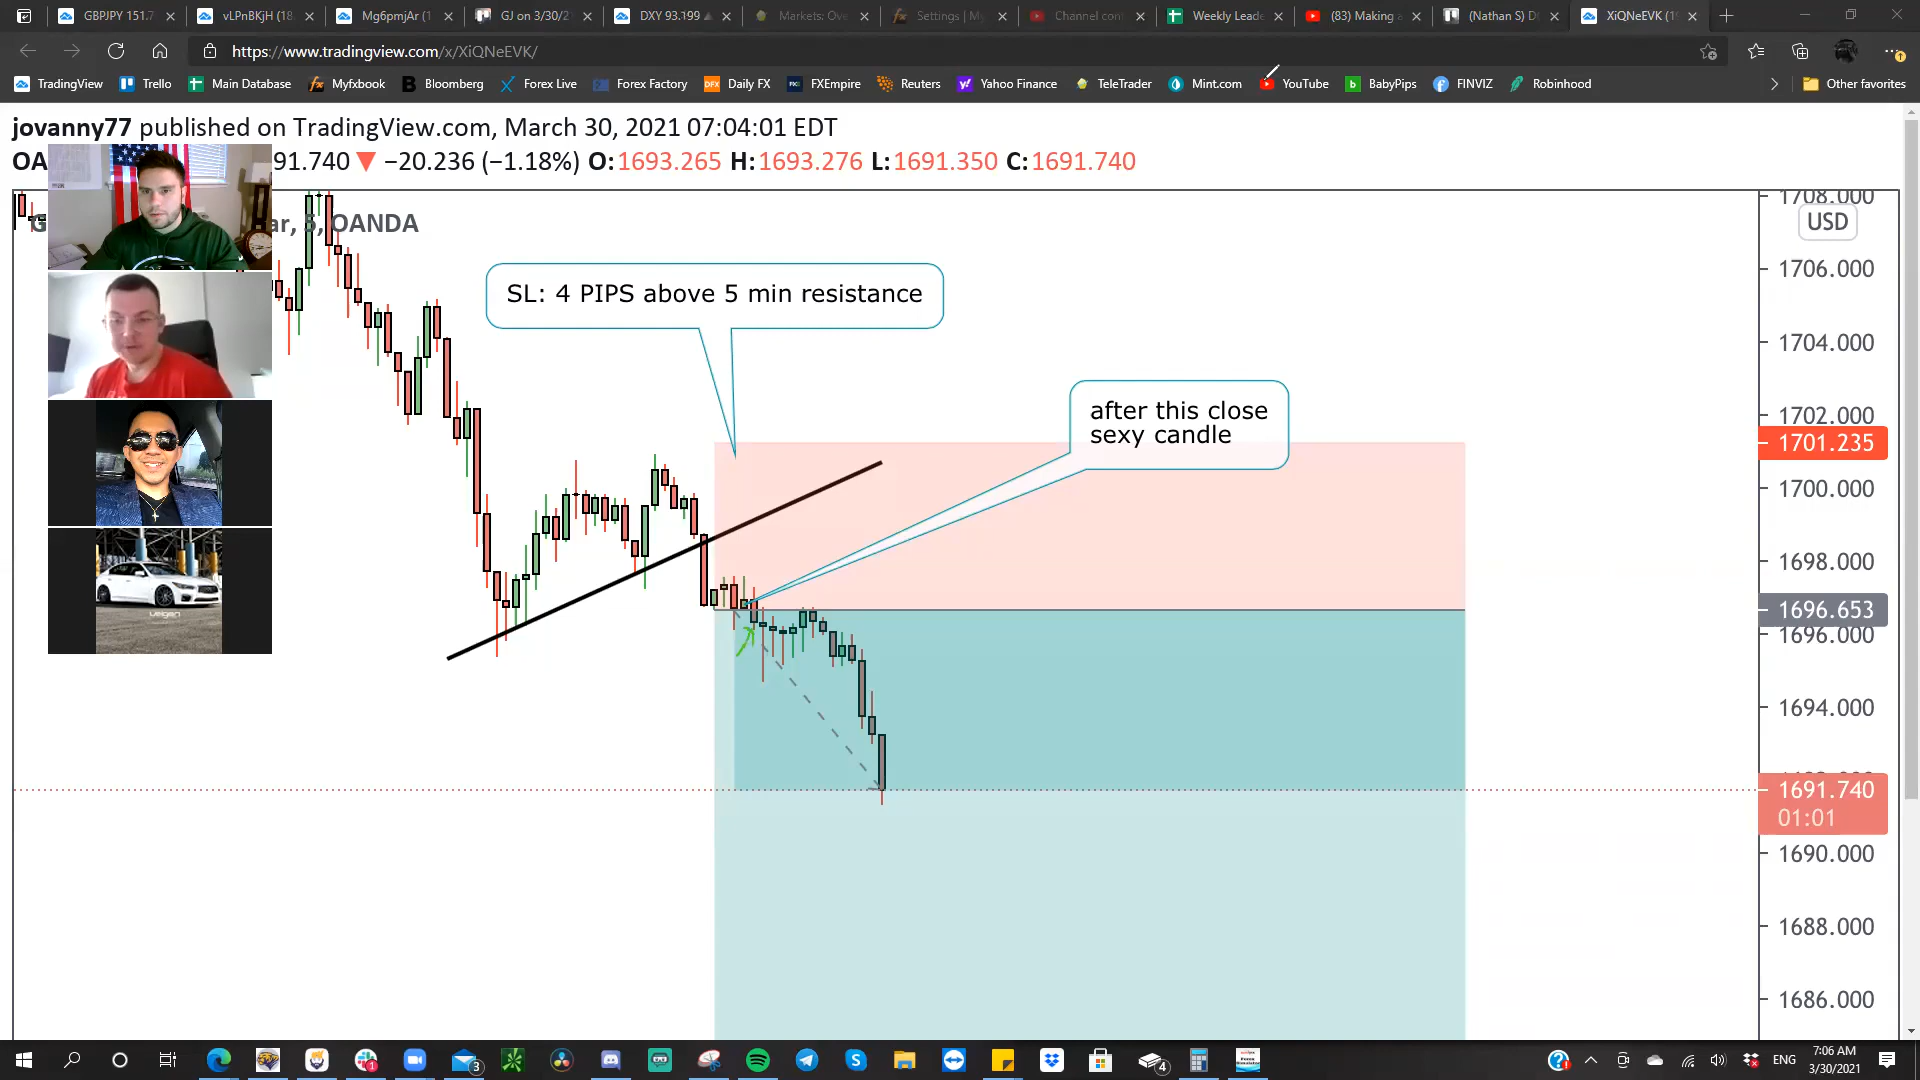 GBPJPY 151.7
vLPnBKjH (18
Mg6pmjAr (1
GJ on 3/30/2
DXY 93.199
Markets: Ove
Settings | My
Channel con
Weekly Leade
(83) Making a
(Nathan S) D
XiQNeEVK (1
https://www.tradingview.com/x/XiQNeEVK/
TradingView
Trello
Main Database
Myfxbook
Bloomberg
Forex Live
Forex Factory
Daily FX
FXEmpire
Reuters
Yahoo Finance
TeleTrader
Mint.com
YouTube
BabyPips
FINVIZ
Robinhood
Other favorites
jovanny77 published on TradingView.com, March 30, 2021 07:04:01 EDT
OA 91.740 ▼ −20.236 (−1.18%) O:1693.265 H:1693.276 L:1691.350 C:1691.740
G ar, 5, OANDA
SL: 4 PIPS above 5 min resistance
after this close
sexy candle
1708.000
USD
1706.000
1704.000
1702.000
1701.235
1700.000
1698.000
1696.653
1696.000
1694.000
1691.740
01:01
1690.000
1688.000
1686.000
ENG
7:06 AM
3/30/2021